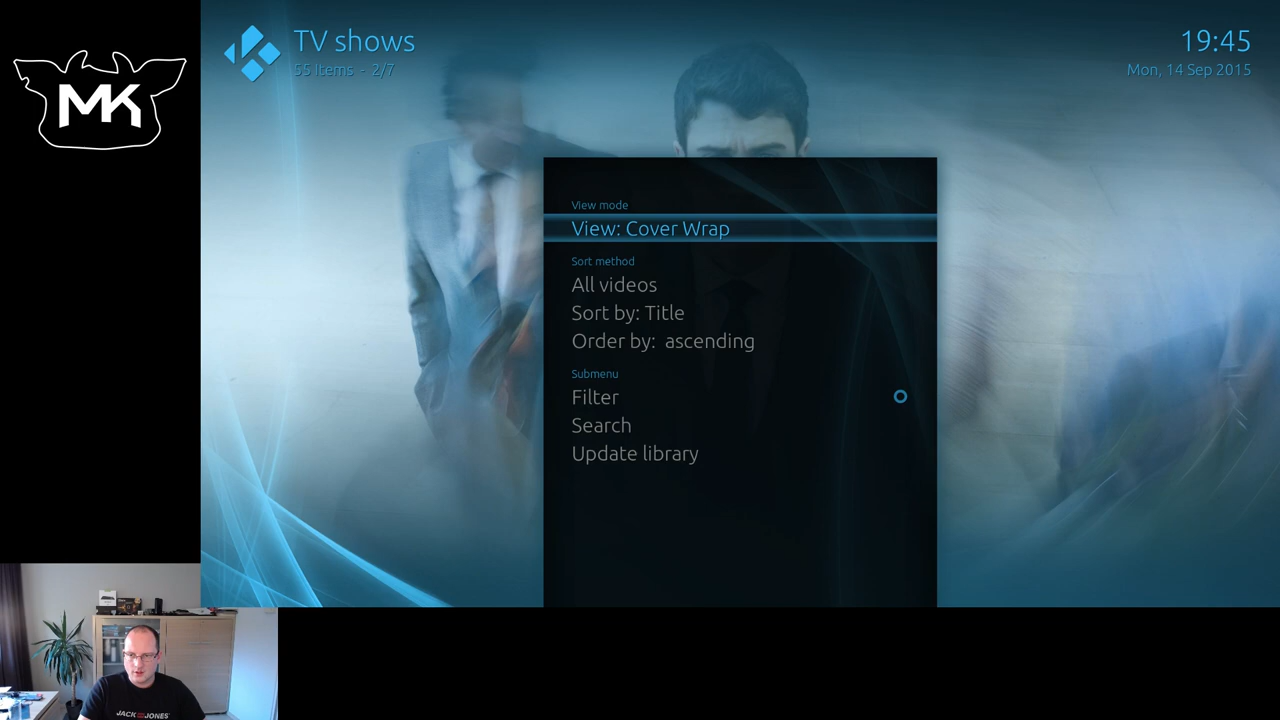 MK
TV shows
55 Items - 2/7
19:45
Mon, 14 Sep 2015
View mode
View: Cover Wrap
Sort method
All videos
Sort by: Title
Order by: ascending
Submenu
Filter
Search
Update library
JACK JONES